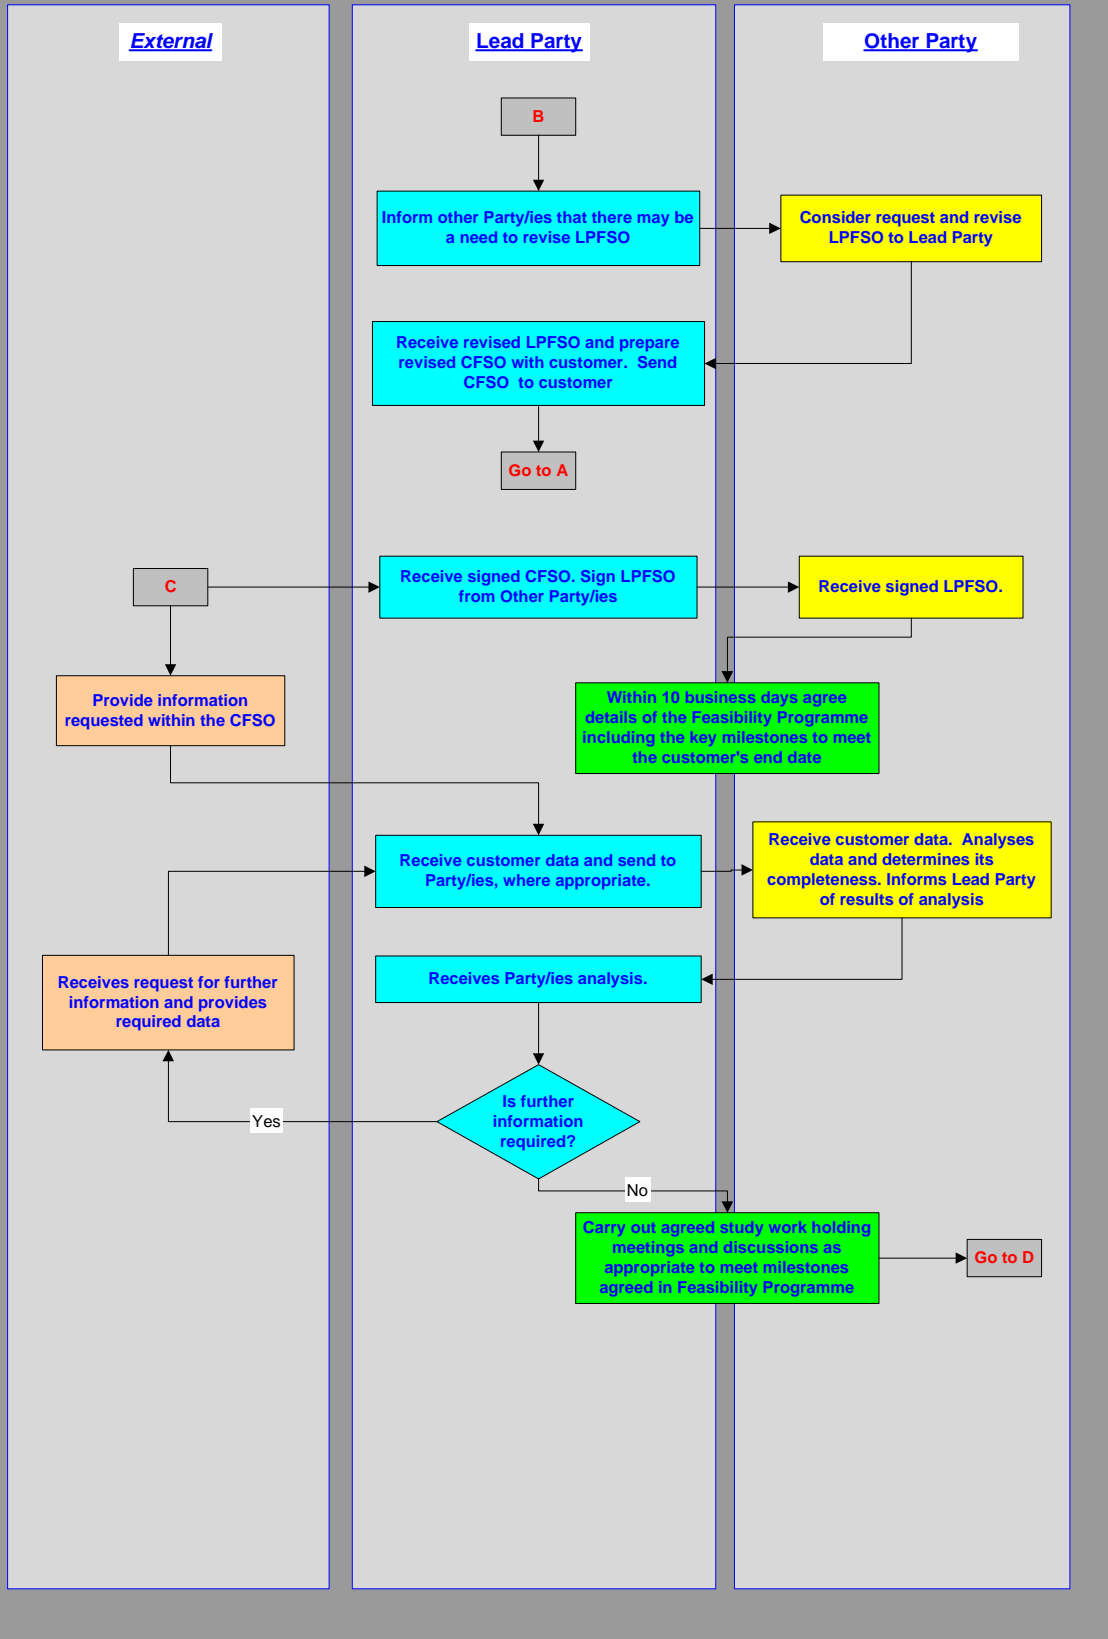 External
Lead Party
Other Party
B
Inform other Party/ies that there may be
a need to revise LPFSO
Consider request and revise
LPFSO to Lead Party
Receive revised LPFSO and prepare
revised CFSO with customer.  Send
CFSO  to customer
Go to A
C
Receive signed CFSO. Sign LPFSO
from Other Party/ies
Receive signed LPFSO.
Provide information
requested within the CFSO
Within 10 business days agree
details of the Feasibility Programme
including the key milestones to meet
the customer's end date
Receive customer data and send to
Party/ies, where appropriate.
Receive customer data.  Analyses
data and determines its
completeness. Informs Lead Party
of results of analysis
Receives request for further
information and provides
required data
Receives Party/ies analysis.
Is further
information
required?
Yes
No
Carry out agreed study work holding
meetings and discussions as
appropriate to meet milestones
agreed in Feasibility Programme
Go to D